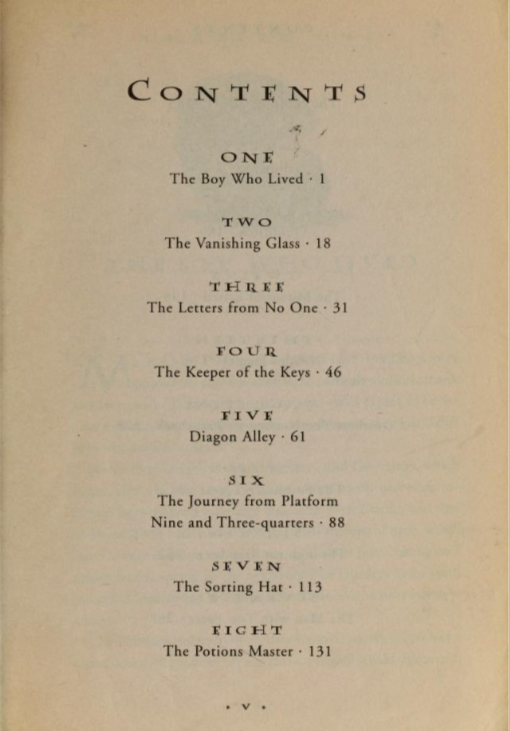 CONTENTS
ONE
The Boy Who Lived · 1
TWO
The Vanishing Glass · 18
THREE
The Letters from No One · 31
FOUR
The Keeper of the Keys · 46
FIVE
Diagon Alley · 61
SIX
The Journey from Platform
Nine and Three-quarters · 88
SEVEN
The Sorting Hat · 113
EIGHT
The Potions Master · 131
· v ·